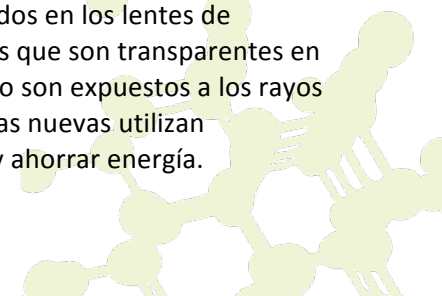 dos en los lentes de
s que son transparentes en
o son expuestos a los rayos
as nuevas utilizan
y ahorrar energía.